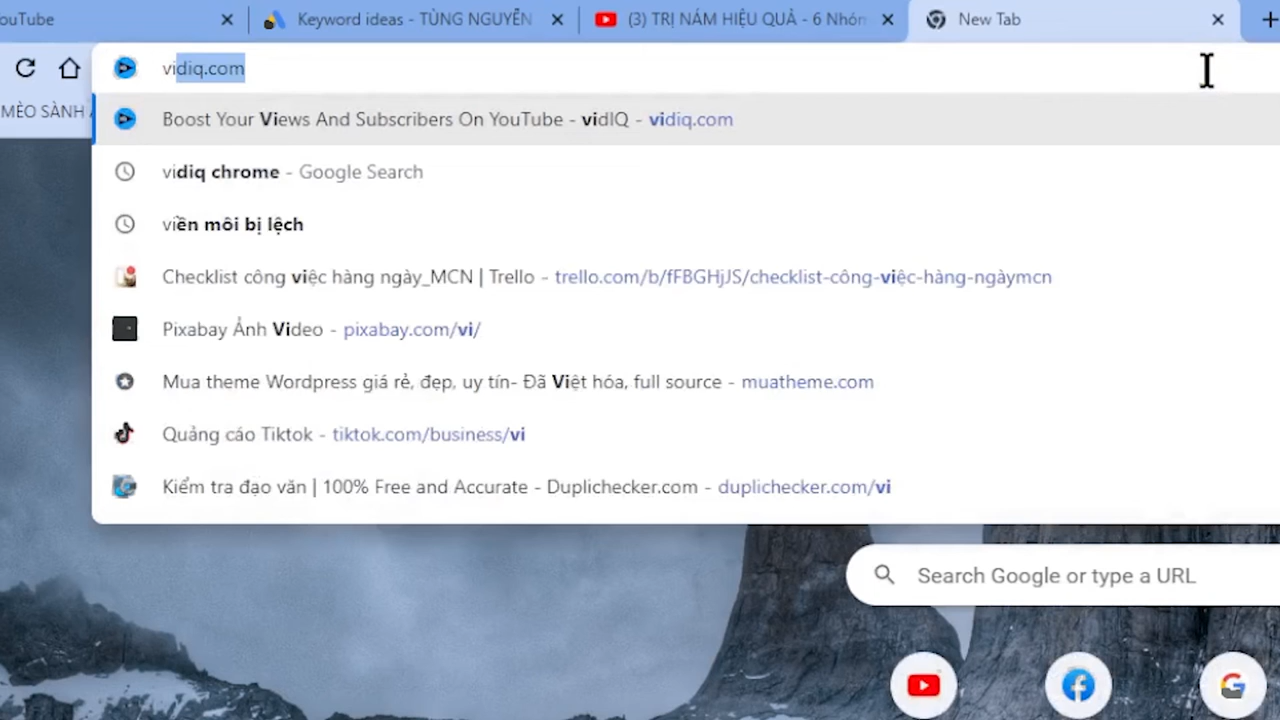 ouTube
Keyword ideas - TÙNG NGUYỄN
(3) TRỊ NÁM HIỆU QUẢ - 6 Nhón
New Tab
vidiq.com
MÈO SÀNH
Boost Your Views And Subscribers On YouTube - vidIQ - vidiq.com
vidiq chrome - Google Search
viền môi bị lệch
Checklist công việc hàng ngày_MCN | Trello - trello.com/b/fFBGHjJS/checklist-công-việc-hàng-ngàymcn
Pixabay Ảnh Video - pixabay.com/vi/
Mua theme Wordpress giá rẻ, đẹp, uy tín- Đã Việt hóa, full source - muatheme.com
Quảng cáo Tiktok - tiktok.com/business/vi
Kiểm tra đạo văn | 100% Free and Accurate - Duplichecker.com - duplichecker.com/vi
Search Google or type a URL